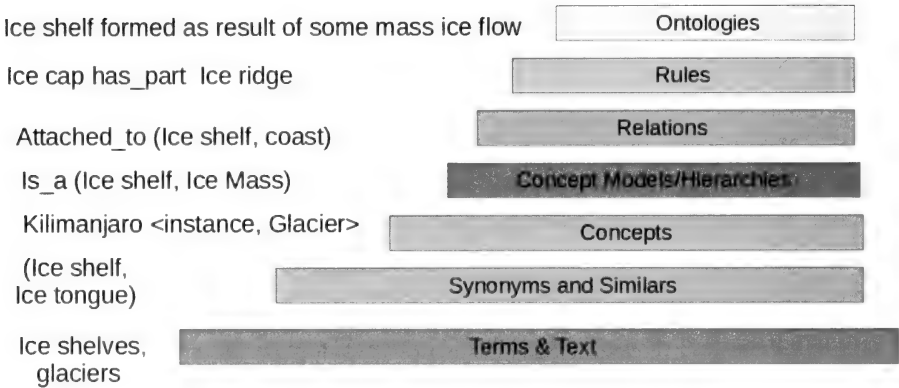 Ice shelf formed as result of some mass ice flow
Ontologies
Ice cap has_part Ice ridge
Rules
Attached_to (Ice shelf, coast)
Relations
Is_a (Ice shelf, Ice Mass)
Concept Models/Hierarchies
Kilimanjaro <instance, Glacier>
Concepts
(Ice shelf,
Ice tongue)
Synonyms and Similars
Ice shelves,
glaciers
Terms & Text